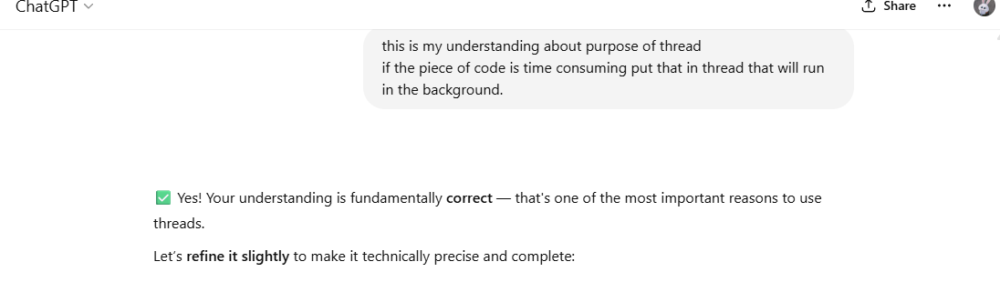 ChatGPT
Share
this is my understanding about purpose of thread
if the piece of code is time consuming put that in thread that will run
in the background.
✅ Yes! Your understanding is fundamentally correct — that's one of the most important reasons to use
threads.
Let's refine it slightly to make it technically precise and complete: